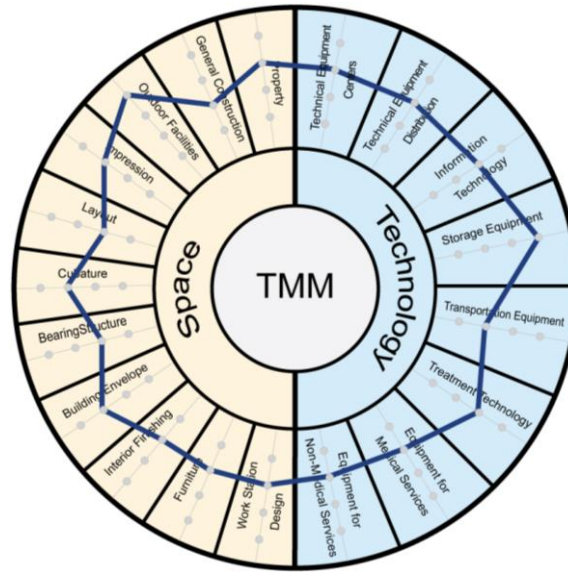 TMM
Space
Technology
Technical Equipment
Centers
Technical Equipment
Distribution
Information
Technology
Storage Equipment
Transportation Equipment
Treatment Technology
Equipment for
Medical Services
Equipment for
Non-Medical Services
Work Station
Design
Furniture
Interior Finishing
Building Envelope
BearingStructure
Cubature
Layout
Impression
Outdoor Facilities
General Construction
Property